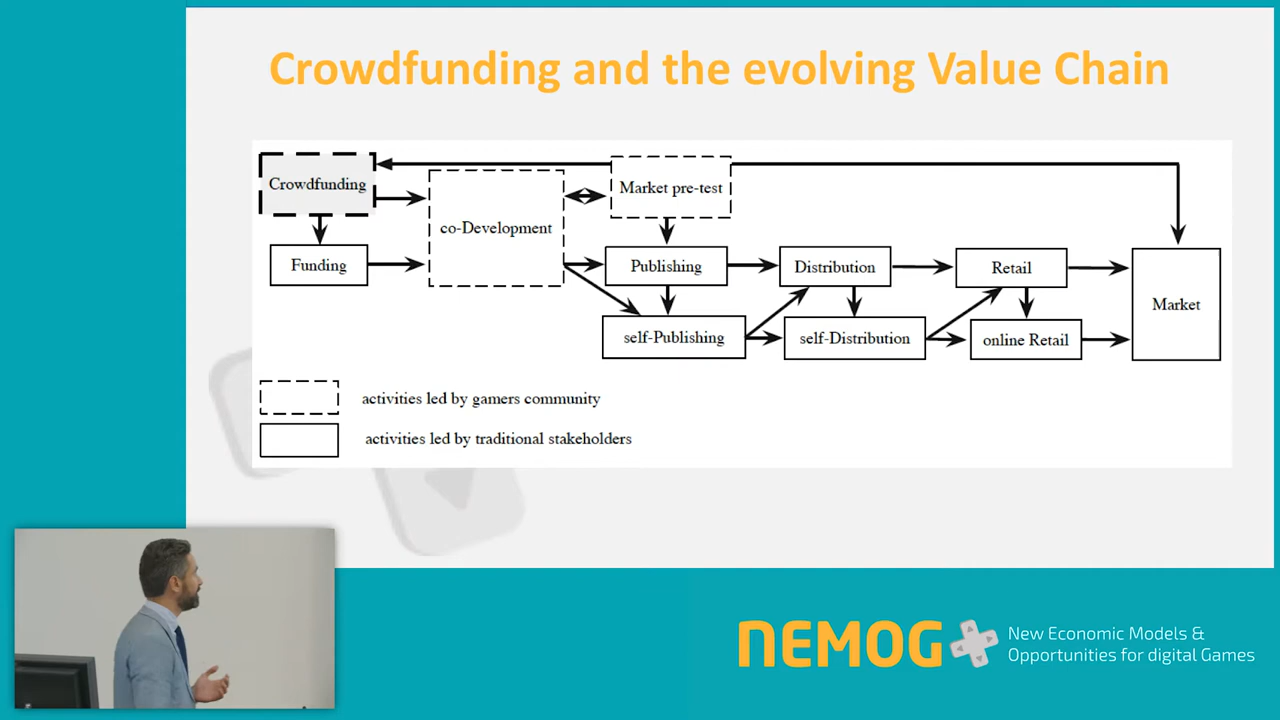 Crowdfunding and the evolving Value Chain
Crowdfunding
Market pre-test
co-Development
Funding
Publishing
Distribution
Retail
Market
self-Publishing
self-Distribution
online Retail
activities led by gamers community
activities led by traditional stakeholders
NEMOG
New Economic Models &
Opportunities for digital Games